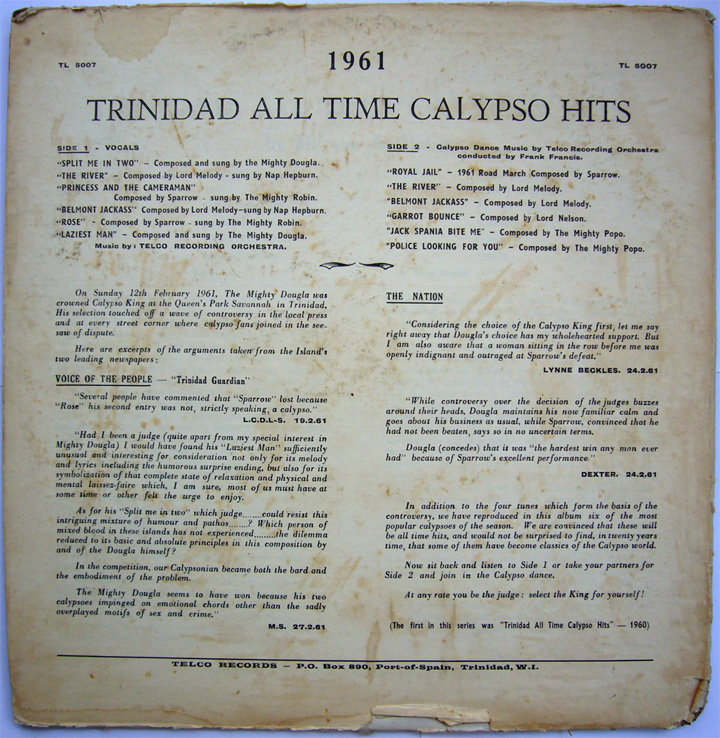 TL 5007
1961
TL 5007
TRINIDAD ALL TIME CALYPSO HITS
SIDE 1 - VOCALS
"SPLIT ME IN TWO" – Composed and sung by the Mighty Dougla.
"THE RIVER" – Composed by Lord Melody - sung by Nap Hepburn.
"PRINCESS AND THE CAMERAMAN"
Composed by Sparrow - sung by The Mighty Robin.
"BELMONT JACKASS" Composed by Lord Melody–sung by Nap Hepburn.
"ROSE" - Composed by Sparrow - sung by The Mighty Robin.
"LAZIEST MAN" – Composed and sung by The Mighty Dougla.
Music by: TELCO RECORDING ORCHESTRA.
On Sunday 12th February 1961, The Mighty Dougla was
crowned Calypso King at the Queen's Park Savannah in Trinidad,
His selection touched off a wave of controversy in the local press
and at every street corner where calypso fans joined in the see-
saw of dispute.
Here are excerpts of the arguments taken from the Island's
two leading newspapers:
VOICE OF THE PEOPLE — "Trinidad Guardian"
"Several people have commented that "Sparrow" lost because
"Rose" his second entry was not, strictly speaking, a calypso."
L.C.D.L-S. 19.2.61
"Had I been a judge (quite apart from my special interest in
Mighty Dougla) I would have found his "Laziest Man" sufficiently
unusual and interesting for consideration not only for its melody
and lyrics including the humorous surprise ending, but also for its
symbolization of that complete state of relaxation and physical and
mental laissez-faire which, I am sure, most of us must have at
some time or other felt the urge to enjoy.
As for his "Split me in two" which judge........could resist this
intriguing mixture of humour and pathos.......? Which person of
mixed blood in these islands has not experienced.........the dilemma
reduced to its basic and absolute principles in this composition by
and of the Dougla himself?
In the competition, our Calypsonian became both the bard and
the embodiment of the problem.
The Mighty Dougla seems to have won because his two
calypsoes impinged on emotional chords other than the sadly
overplayed motifs of sex and crime."
M.S. 27.2.61
SIDE 2 - Calypso Dance Music by Telco Recording Orchestra
conducted by Frank Francis.
"ROYAL JAIL" – 1961 Road March Composed by Sparrow.
"THE RIVER" – Composed by Lord Melody.
"BELMONT JACKASS" – Composed by Lord Melody.
"GARROT BOUNCE" – Composed by Lord Nelson.
"JACK SPANIA BITE ME" – Composed by The Mighty Popo.
"POLICE LOOKING FOR YOU" – Composed by The Mighty Popo.
THE NATION
"Considering the choice of the Calypso King first, let me say
right away that Dougla's choice has my wholehearted support. But
I am also aware that a woman sitting in the row before me was
openly indignant and outraged at Sparrow's defeat."
LYNNE BECKLES. 24.2.61
"While controversy over the decision of the judges buzzes
around their heads, Dougla maintains his now familiar calm and
goes about his business as usual, while Sparrow, convinced that he
had not been beaten, says so in no uncertain terms.
Dougla (concedes) that it was "the hardest win any man ever
had" because of Sparrow's excellent performance."
DEXTER. 24.2.61
In addition to the four tunes which form the basis of the
controversy, we have reproduced in this album six of the most
popular calypsoes of the season. We are convinced that these will
be all time hits, and would not be surprised to find, in twenty years
time, that some of them have become classics of the Calypso world.
Now sit back and listen to Side 1 or take your partners for
Side 2 and join in the Calypso dance.
At any rate you be the judge: select the King for yourself!
(The first in this series was "Trinidad All Time Calypso Hits" — 1960)
TELCO RECORDS – P.O. Box 890, Port-of-Spain, Trinidad, W.I.